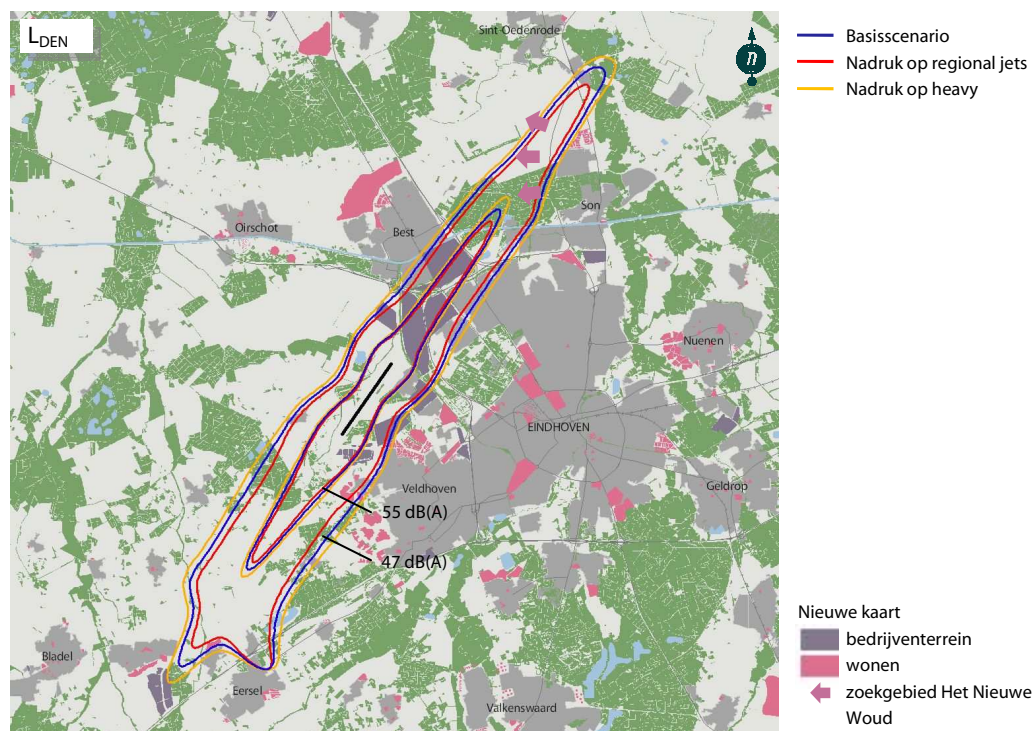 LDEN
Sint-Oedenrode
n
Basisscenario
Nadruk op regional jets
Nadruk op heavy
Oirschot
Best
Son
Nuenen
EINDHOVEN
Veldhoven
Geldrop
55 dB(A)
47 dB(A)
Bladel
Eersel
Valkenswaard
Nieuwe kaart
bedrijventerrein
wonen
zoekgebied Het Nieuwe
Woud